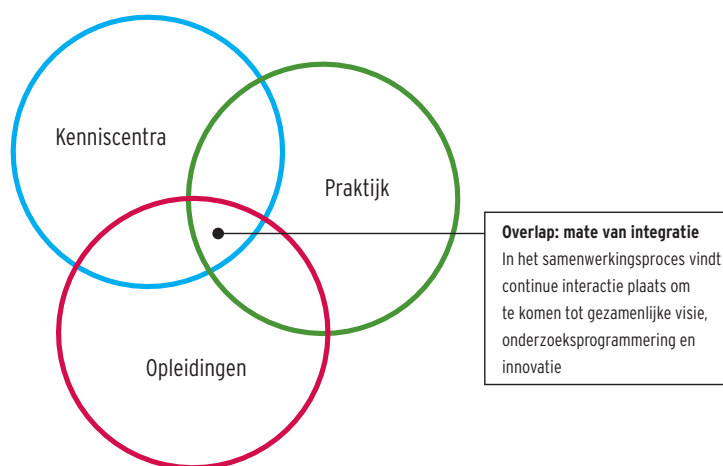 Kenniscentra
Praktijk
Opleidingen
Overlap: mate van integratie
In het samenwerkingsproces vindt
continue interactie plaats om
te komen tot gezamenlijke visie,
onderzoeksprogrammering en
innovatie